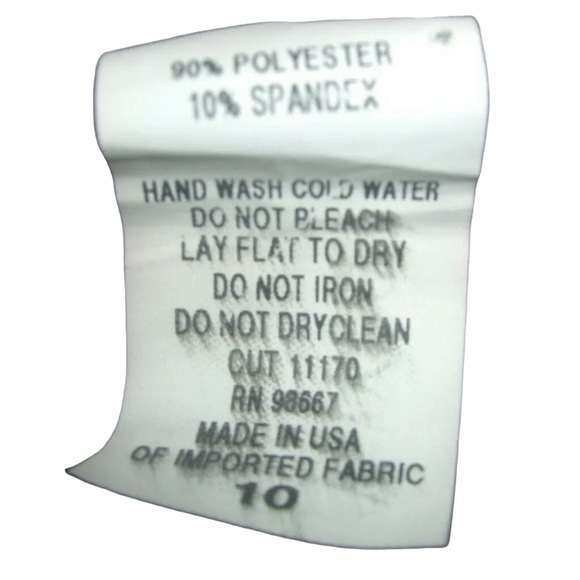 90% POLYESTER
10% SPANDEX
HAND WASH COLD WATER
DO NOT BLEACH
LAY FLAT TO DRY
DO NOT IRON
DO NOT DRYCLEAN
CUT 11170
RN 98667
MADE IN USA
OF IMPORTED FABRIC
10